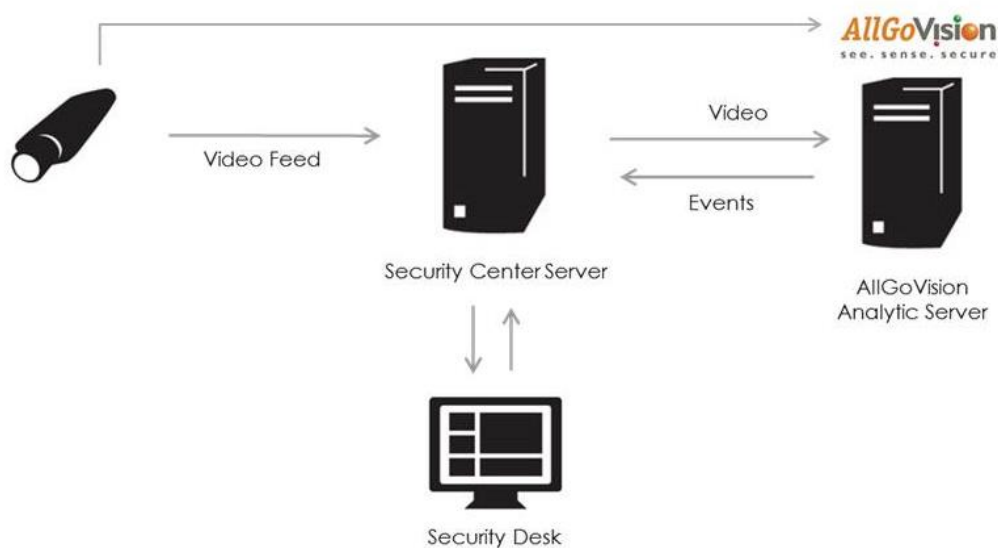 AllGoVision
see. sense. secure
Video
Video Feed
Events
Security Center Server
AllGoVision
Analytic Server
Security Desk